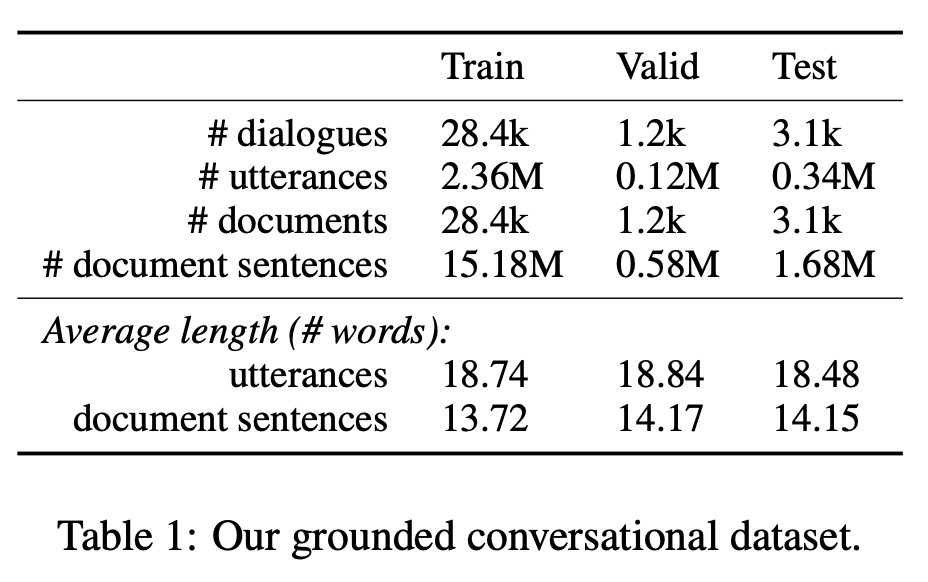 Train Valid Test
# dialogues 28.4k 1.2k 3.1k
# utterances 2.36M 0.12M 0.34M
# documents 28.4k 1.2k 3.1k
# document sentences 15.18M 0.58M 1.68M
Average length (# words):
utterances 18.74 18.84 18.48
document sentences 13.72 14.17 14.15
Table 1: Our grounded conversational dataset.